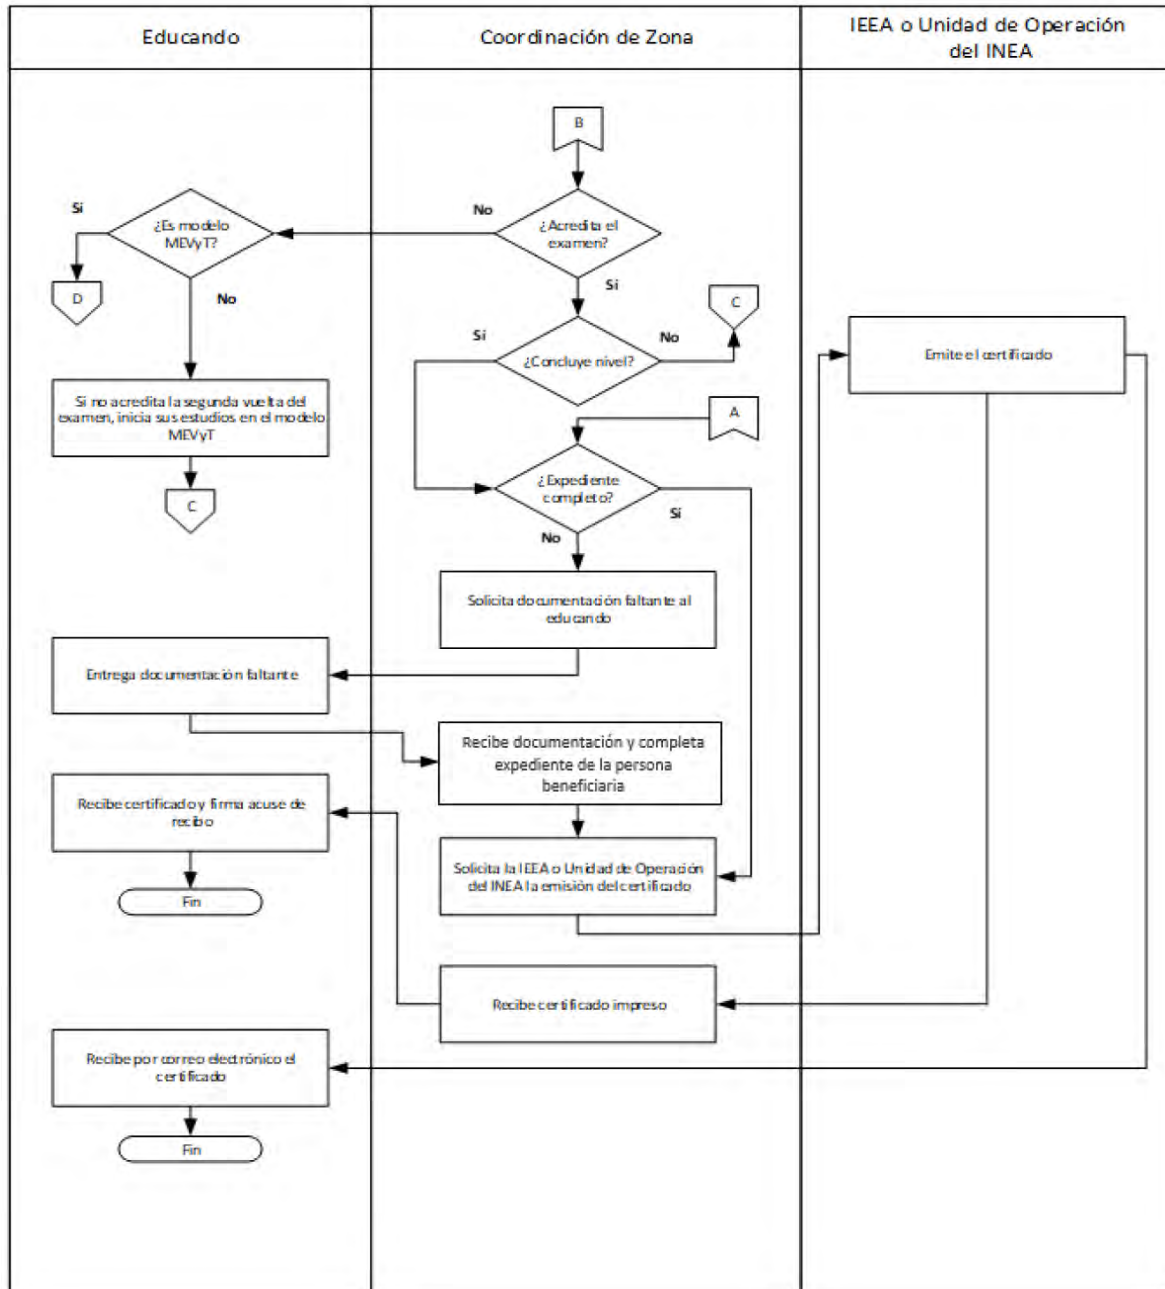 Educando
Coordinación de Zona
IEEA o Unidad de Operación
del INEA
B
¿Acredita el
examen?
No
Sí
¿Es modelo
MEVyT?
Sí
No
D
Si no acredita la segunda vuelta del
examen, inicia sus estudios en el modelo
MEVyT
C
¿Concluye nivel?
Sí
No
C
A
¿Expediente
completo?
Sí
No
Emite el certificado
Solicita documentación faltante al
educando
Entrega documentación faltante
Recibe documentación y completa
expediente de la persona
beneficiaria
Recibe certificado y firma acuse de
recibo
Fin
Solicita la IEEA o Unidad de Operación
del INEA la emisión del certificado
Recibe certificado impreso
Recibe por correo electrónico el
certificado
Fin